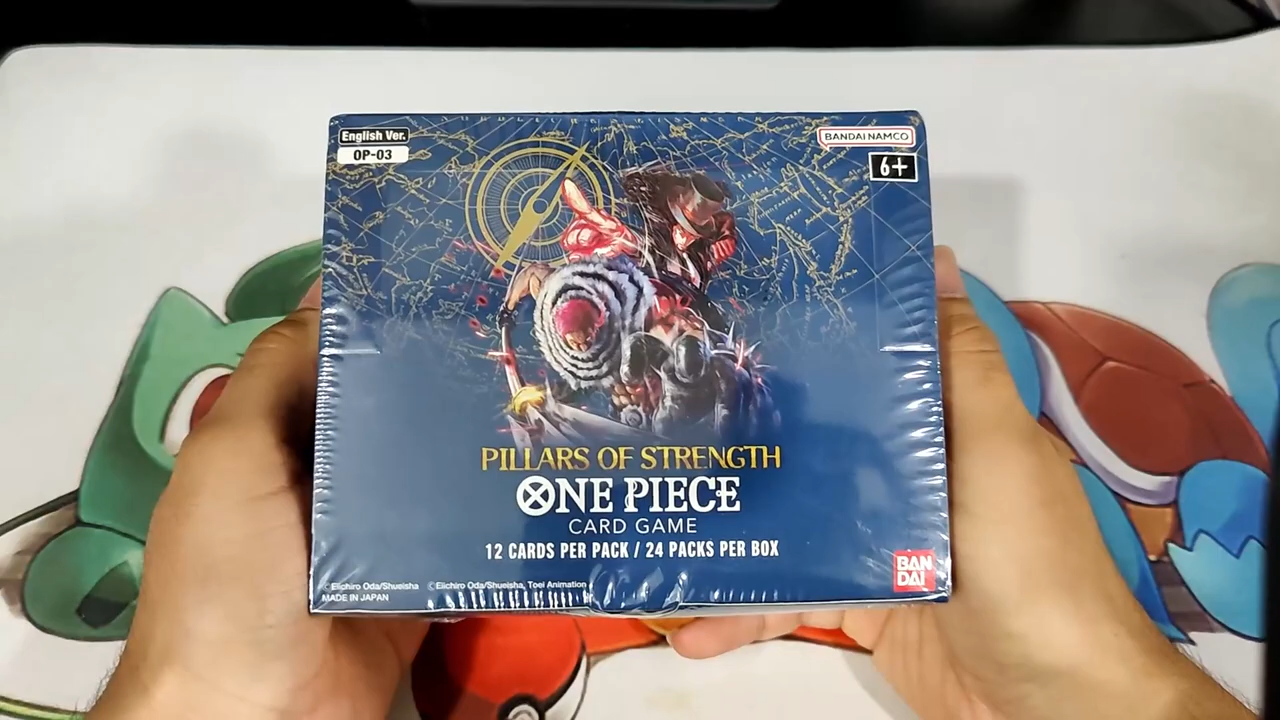 English Ver.
OP-03
BANDAI NAMCO
6+
PILLARS OF STRENGTH
ONE PIECE
CARD GAME
12 CARDS PER PACK / 24 PACKS PER BOX
©Eiichiro Oda/Shueisha ©Eiichiro Oda/Shueisha, Toei Animation
MADE IN JAPAN
BAN
DAI